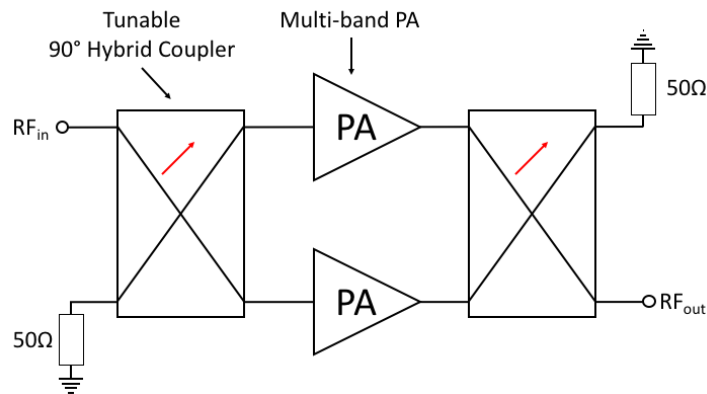 Tunable
90° Hybrid Coupler
Multi-band PA
50Ω
RFin
PA
PA
50Ω
RFout